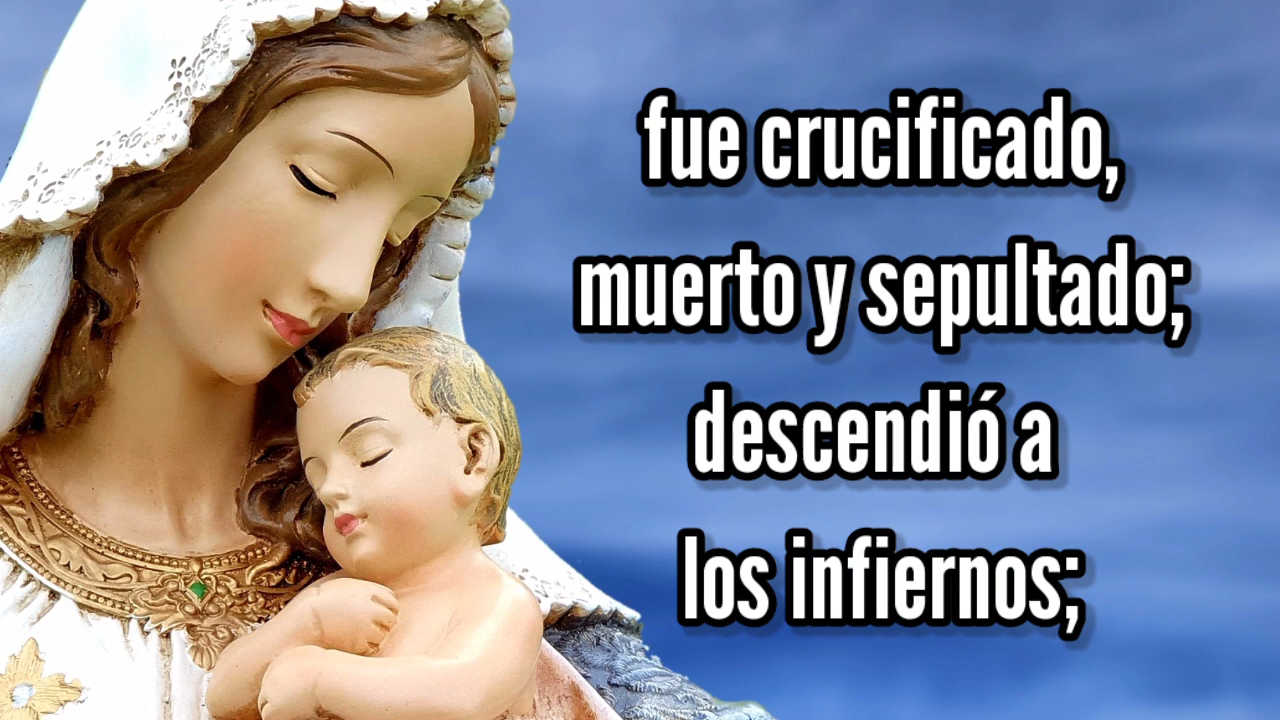 fue crucificado,
muerto y sepultado;
descendió a
los infiernos;